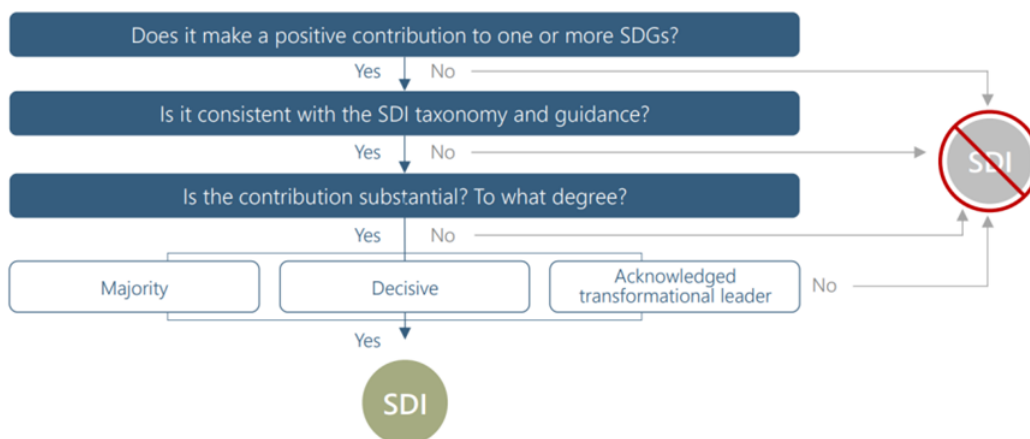 Does it make a positive contribution to one or more SDGs?
Yes No
Is it consistent with the SDI taxonomy and guidance?
Yes No
SDI
Is the contribution substantial? To what degree?
Yes No
Majority
Decisive
Acknowledged
transformational leader
No
Yes
SDI